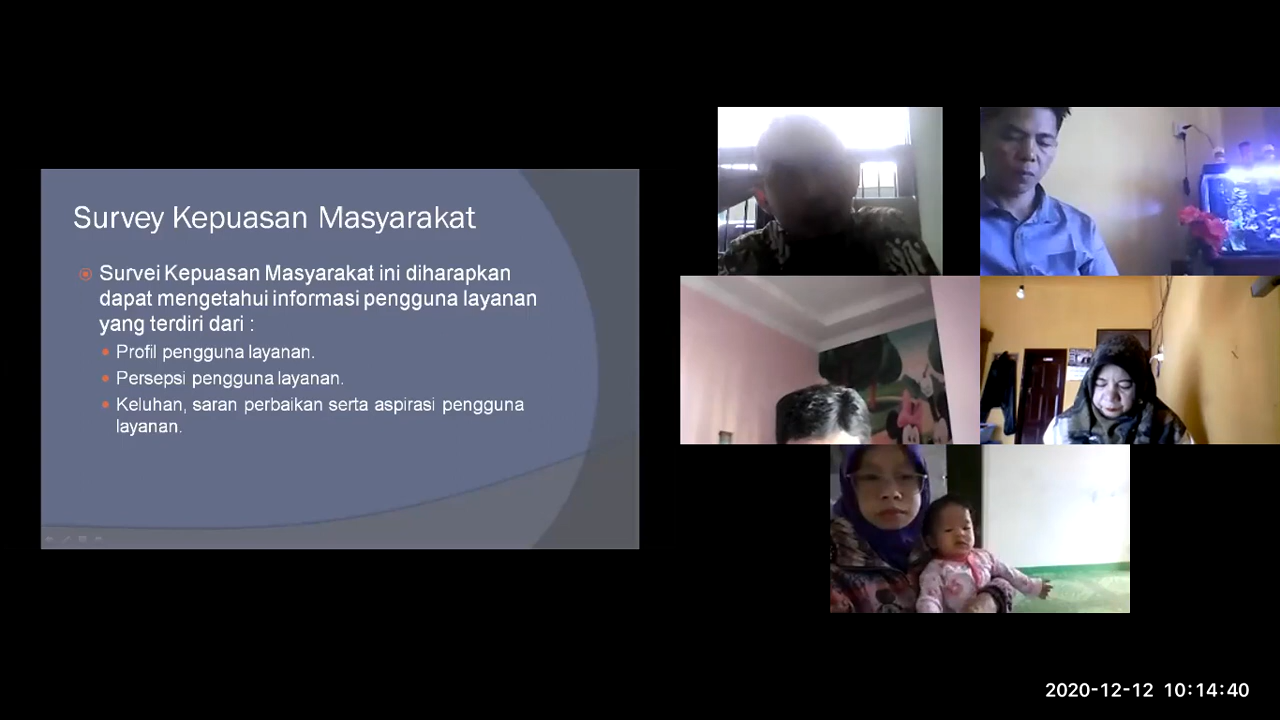 Survey Kepuasan Masyarakat
Survei Kepuasan Masyarakat ini diharapkan
dapat mengetahui informasi pengguna layanan
yang terdiri dari :
Profil pengguna layanan.
Persepsi pengguna layanan.
Keluhan, saran perbaikan serta aspirasi pengguna
layanan.
2020-12-12 10:14:40